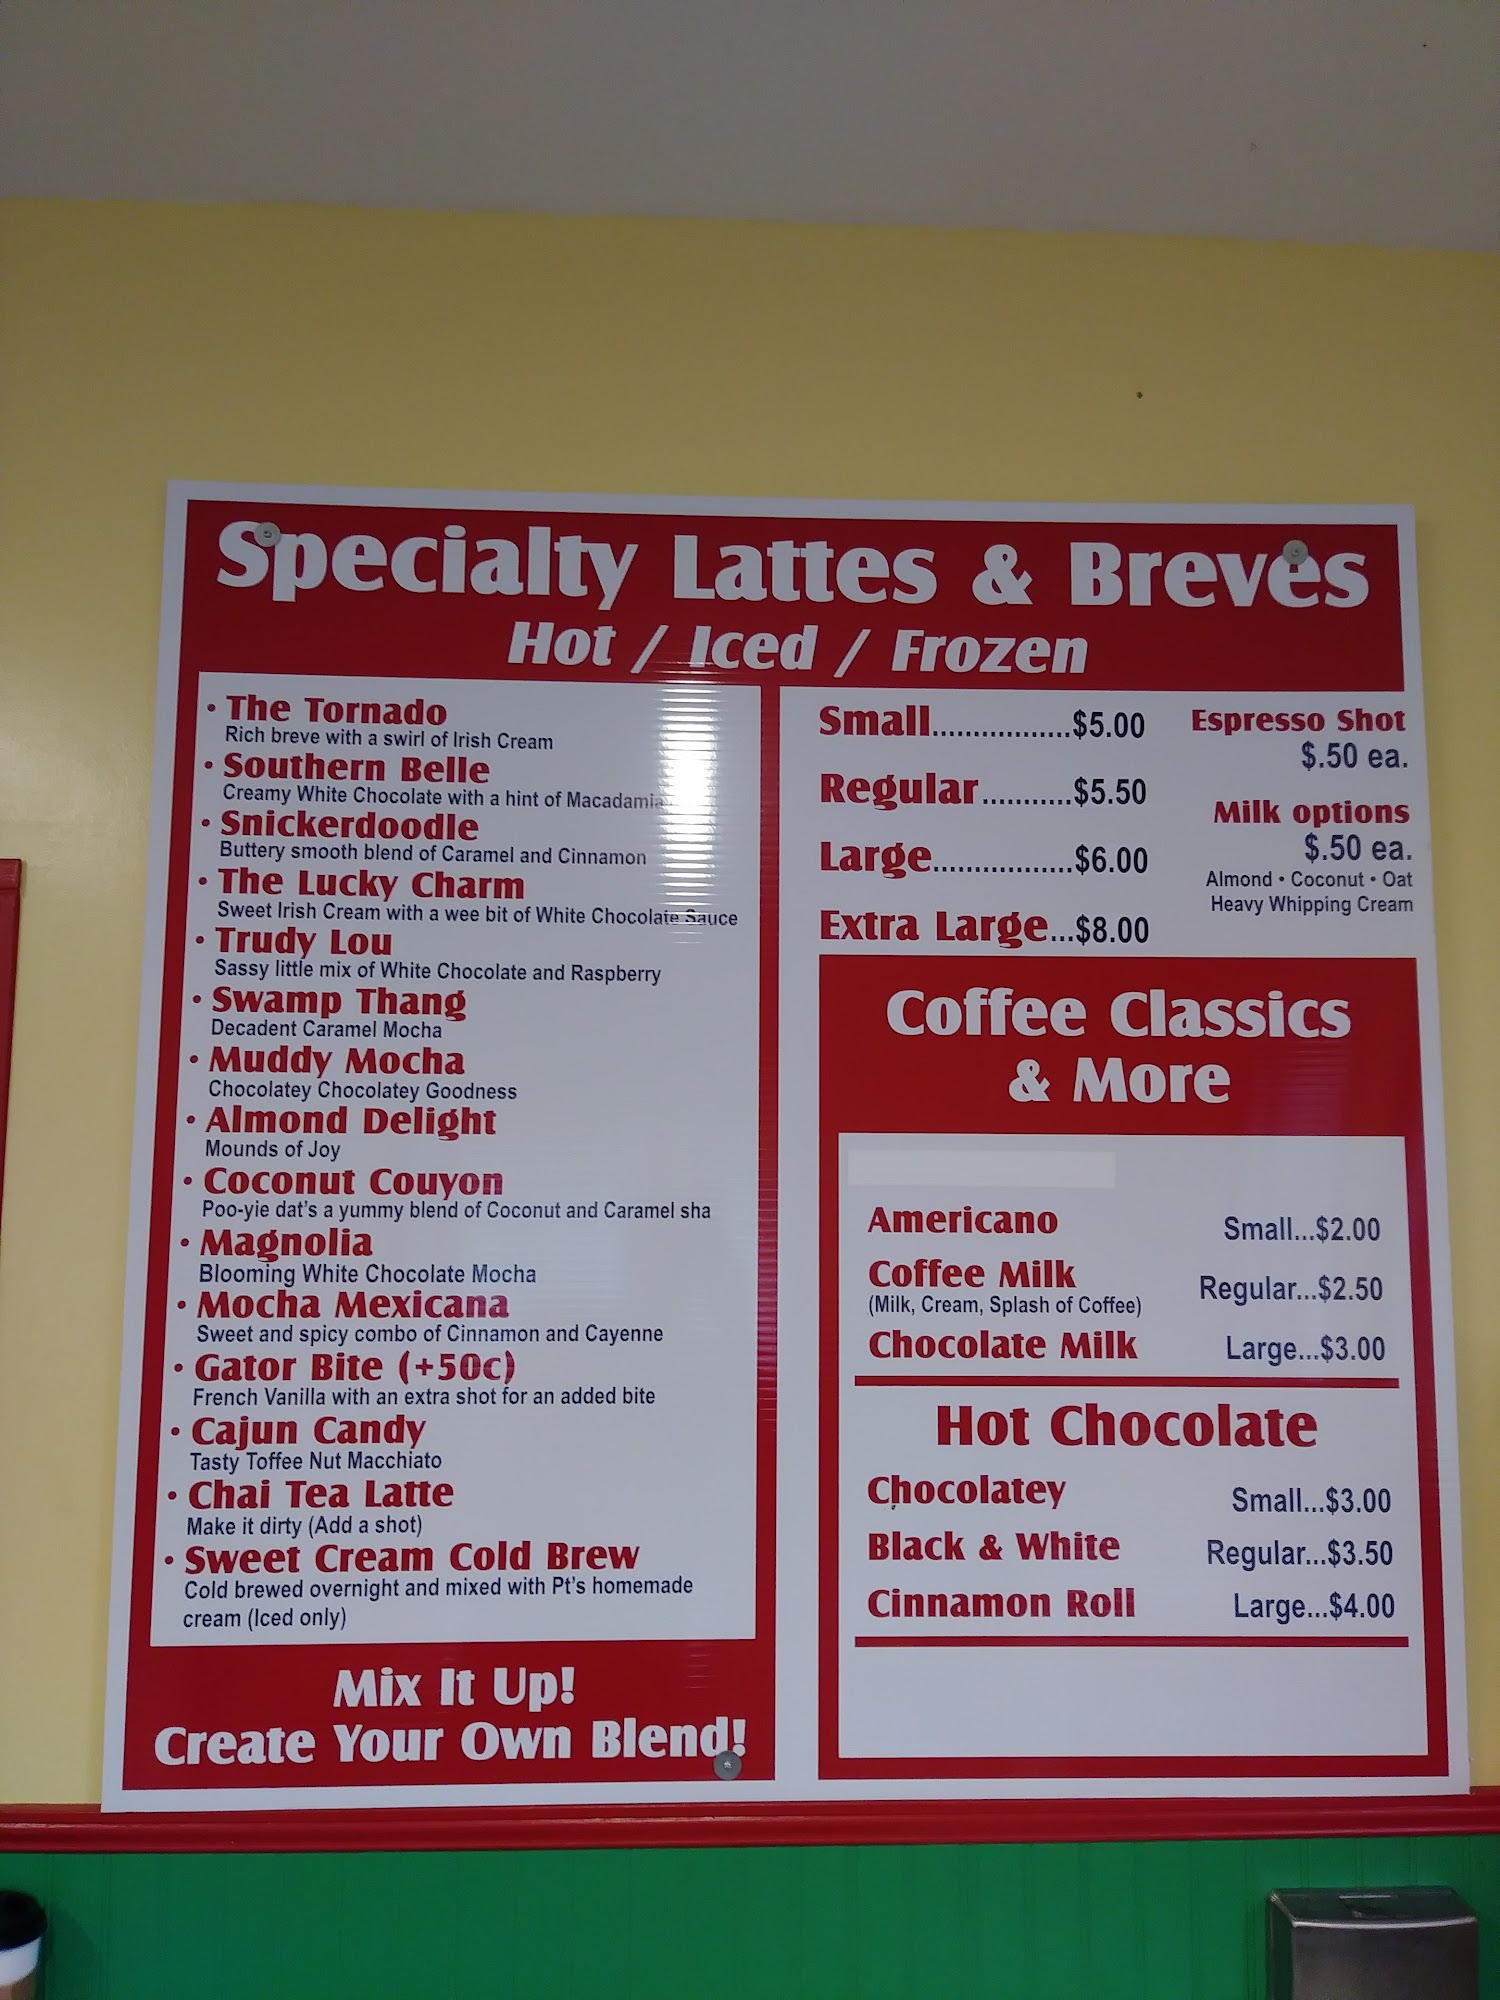 Specialty Lattes & Breves
Hot / Iced / Frozen
• The Tornado
Rich breve with a swirl of Irish Cream
• Southern Belle
Creamy White Chocolate with a hint of Macadamia
• Snickerdoodle
Buttery smooth blend of Caramel and Cinnamon
• The Lucky Charm
Sweet Irish Cream with a wee bit of White Chocolate Sauce
• Trudy Lou
Sassy little mix of White Chocolate and Raspberry
• Swamp Thang
Decadent Caramel Mocha
• Muddy Mocha
Chocolatey Chocolatey Goodness
• Almond Delight
Mounds of Joy
• Coconut Couyon
Poo-yie dat's a yummy blend of Coconut and Caramel sha
• Magnolia
Blooming White Chocolate Mocha
• Mocha Mexicana
Sweet and spicy combo of Cinnamon and Cayenne
• Gator Bite (+50c)
French Vanilla with an extra shot for an added bite
• Cajun Candy
Tasty Toffee Nut Macchiato
• Chai Tea Latte
Make it dirty (Add a shot)
• Sweet Cream Cold Brew
Cold brewed overnight and mixed with Pt's homemade
cream (Iced only)
Mix It Up!
Create Your Own Blend!
Small.................$5.00
Regular...........$5.50
Large.................$6.00
Extra Large...$8.00
Espresso Shot
$.50 ea.
Milk options
$.50 ea.
Almond • Coconut • Oat
Heavy Whipping Cream
Coffee Classics
& More
Americano Small...$2.00
Coffee Milk Regular...$2.50
(Milk, Cream, Splash of Coffee)
Chocolate Milk Large...$3.00
Hot Chocolate
Chocolatey Small...$3.00
Black & White Regular...$3.50
Cinnamon Roll Large...$4.00